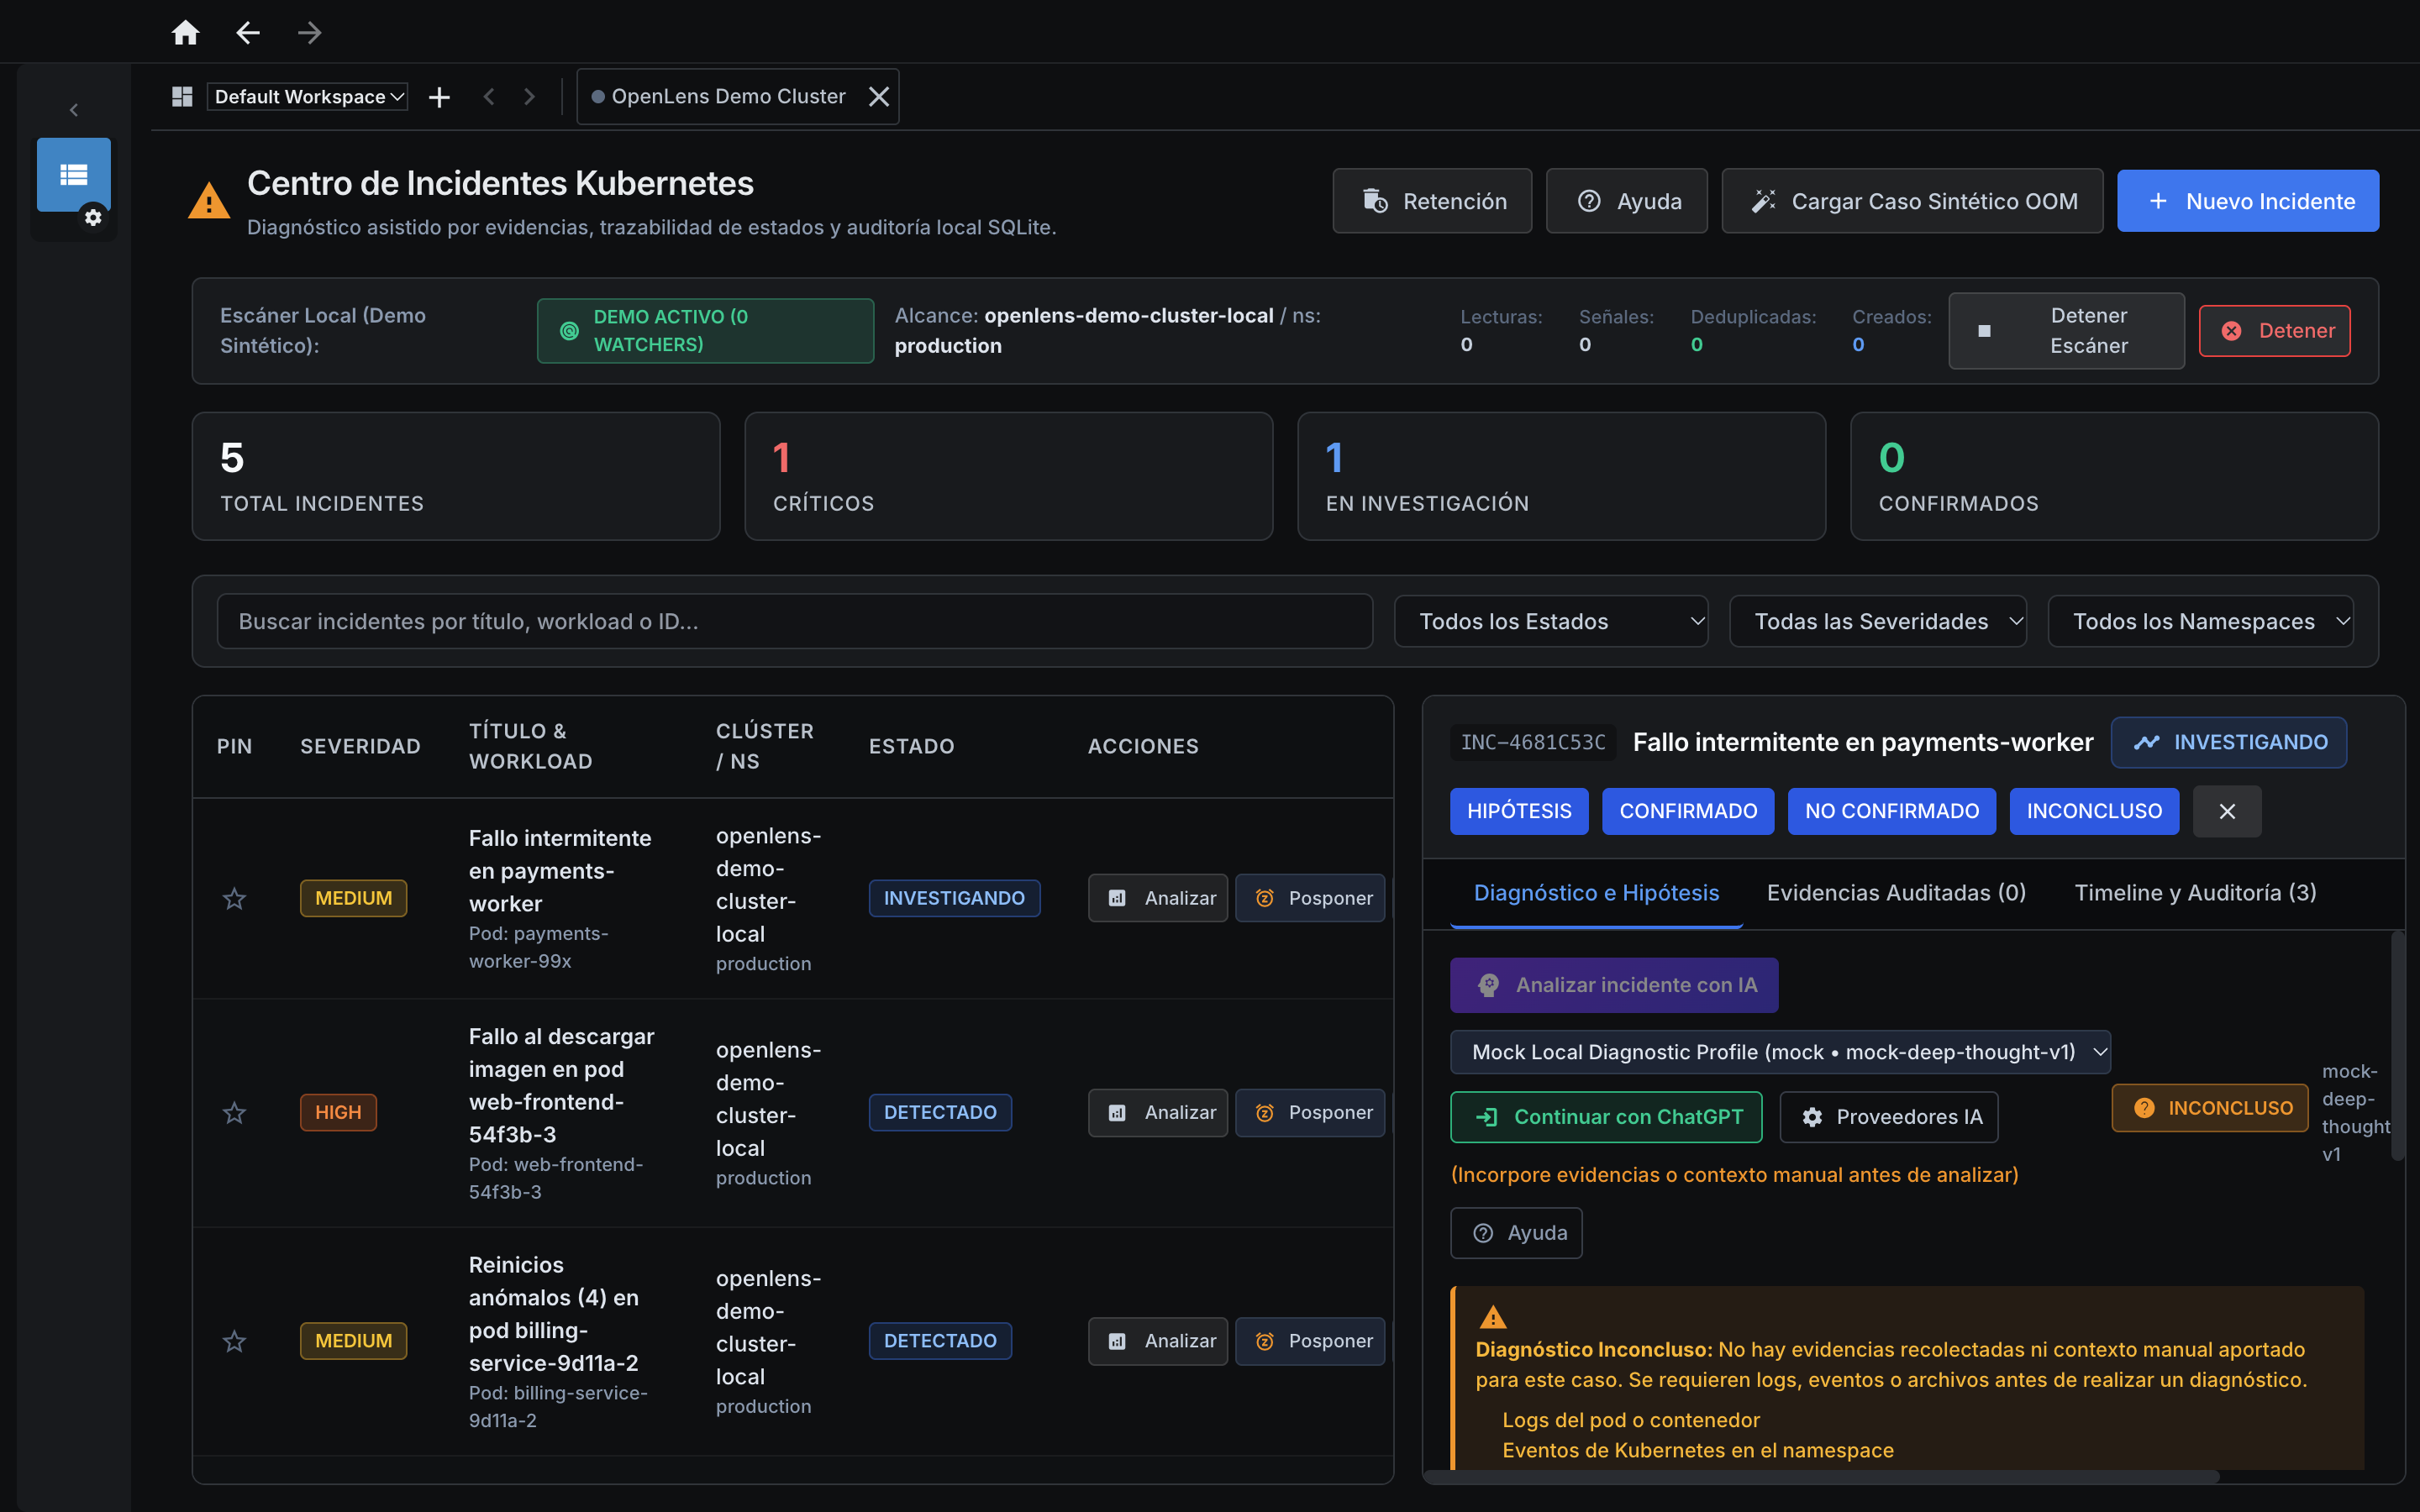 Default Workspace
OpenLens Demo Cluster
Centro de Incidentes Kubernetes
Diagnóstico asistido por evidencias, trazabilidad de estados y auditoría local SQLite.
Retención
Ayuda
Cargar Caso Sintético OOM
Nuevo Incidente
Escáner Local (Demo
Sintético):
DEMO ACTIVO (0
WATCHERS)
Alcance: openlens-demo-cluster-local / ns:
production
Lecturas:
0
Señales:
0
Deduplicadas:
0
Creados:
0
Detener
Escáner
Detener
5
TOTAL INCIDENTES
1
CRÍTICOS
1
EN INVESTIGACIÓN
0
CONFIRMADOS
Buscar incidentes por título, workload o ID...
Todos los Estados
Todas las Severidades
Todos los Namespaces
PIN
SEVERIDAD
TÍTULO &
WORKLOAD
CLÚSTER
/ NS
ESTADO
ACCIONES
MEDIUM
Fallo intermitente
en payments-
worker
Pod: payments-
worker-99x
openlens-
demo-
cluster-
local
production
INVESTIGANDO
Analizar
Posponer
HIGH
Fallo al descargar
imagen en pod
web-frontend-
54f3b-3
Pod: web-frontend-
54f3b-3
openlens-
demo-
cluster-
local
production
DETECTADO
Analizar
Posponer
MEDIUM
Reinicios
anómalos (4) en
pod billing-
service-9d11a-2
Pod: billing-service-
9d11a-2
openlens-
demo-
cluster-
local
production
DETECTADO
Analizar
Posponer
INC-4681C53C
Fallo intermitente en payments-worker
INVESTIGANDO
HIPÓTESIS
CONFIRMADO
NO CONFIRMADO
INCONCLUSO
Diagnóstico e Hipótesis
Evidencias Auditadas (0)
Timeline y Auditoría (3)
Analizar incidente con IA
Mock Local Diagnostic Profile (mock • mock-deep-thought-v1)
Continuar con ChatGPT
Proveedores IA
INCONCLUSO
mock-
deep-
thought
v1
(Incorpore evidencias o contexto manual antes de analizar)
Ayuda
Diagnóstico Inconcluso: No hay evidencias recolectadas ni contexto manual aportado
para este caso. Se requieren logs, eventos o archivos antes de realizar un diagnóstico.
Logs del pod o contenedor
Eventos de Kubernetes en el namespace